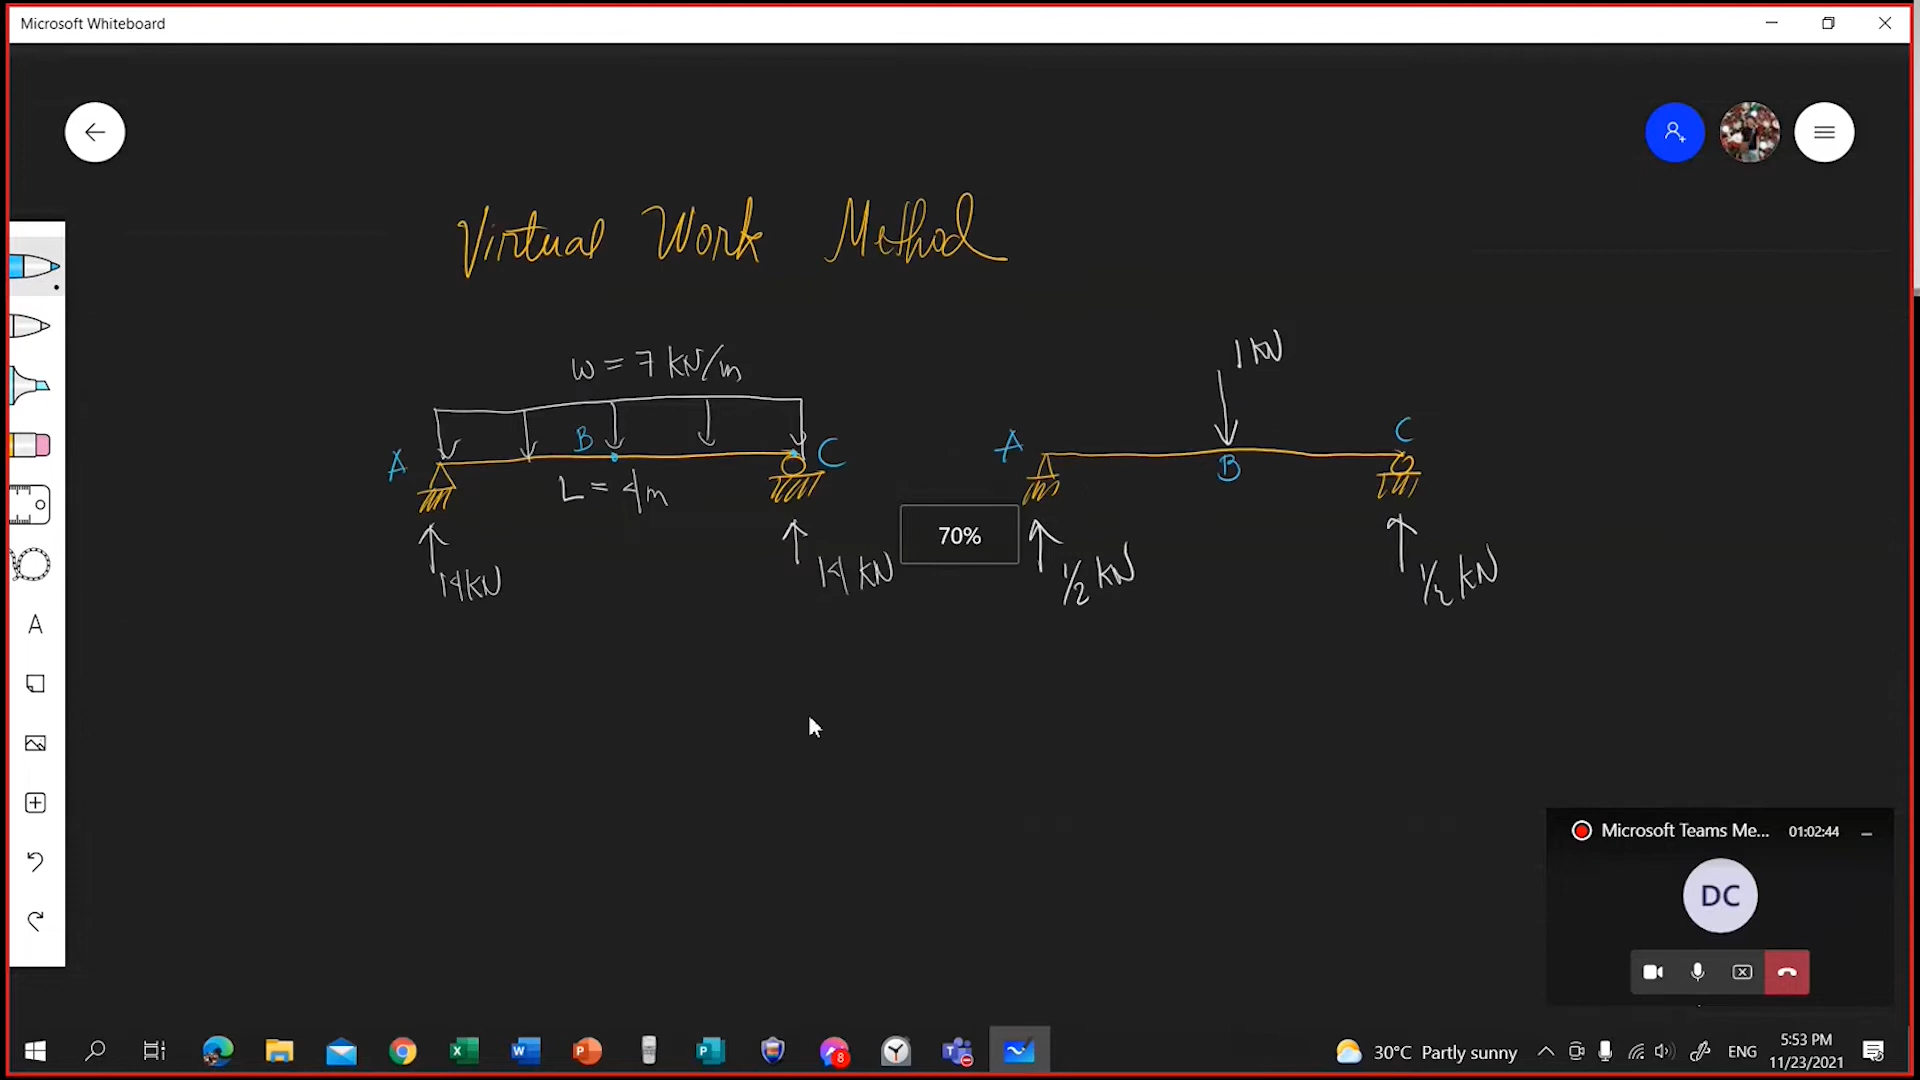 Microsoft Whiteboard
Virtual Work Method
w = 7 KN/m
1 KN
A
B
C
A
B
C
L = 4m
70%
14 KN
14 KN
1/2 KN
1/2 KN
A
Microsoft Teams Me...
01:02:44
DC
8
30°C Partly sunny
ENG
5:53 PM
11/23/2021